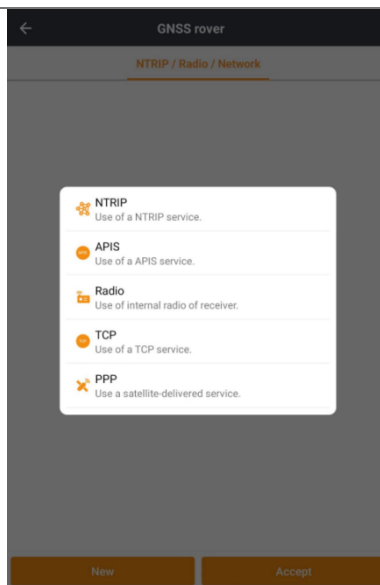 GNSS rover
NTRIP / Radio / Network
NTRIP
Use of a NTRIP service.
APIS
Use of a APIS service.
Radio
Use of internal radio of receiver.
TCP
Use of a TCP service.
PPP
Use a satellite-delivered service.
New
Accept